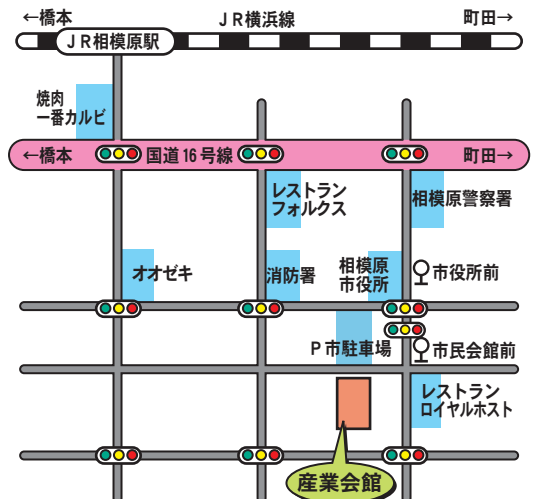 ←橋本
JR横浜線
町田→
JR相模原駅
焼肉
一番カルビ
←橋本
国道16号線
町田→
レストラン
フォルクス
相模原警察署
オオゼキ
消防署
相模原
市役所
市役所前
P市駐車場
市民会館前
レストラン
ロイヤルホスト
産業会館